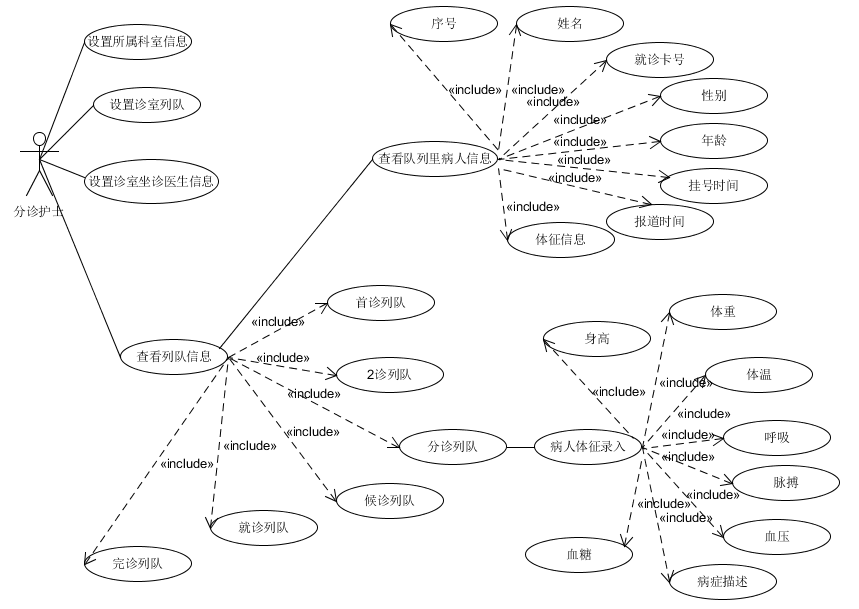 序号
姓名
设置所属科室信息
就诊卡号
«include»
«include»
«include»
性别
设置诊室列队
«include»
年龄
«include»
查看队列里病人信息
«include»
设置诊室坐诊医生信息
«include»
挂号时间
分诊护士
«include»
报道时间
体征信息
首诊列队
«include»
体重
身高
查看列队信息
«include»
2诊列队
体温
«include»
«include»
«include»
«include»
«include»
«include»
«include»
呼吸
分诊列队
病人体征录入
«include»
«include»
脉搏
候诊列队
«include»
«include»
«include»
就诊列队
血压
完诊列队
血糖
病症描述